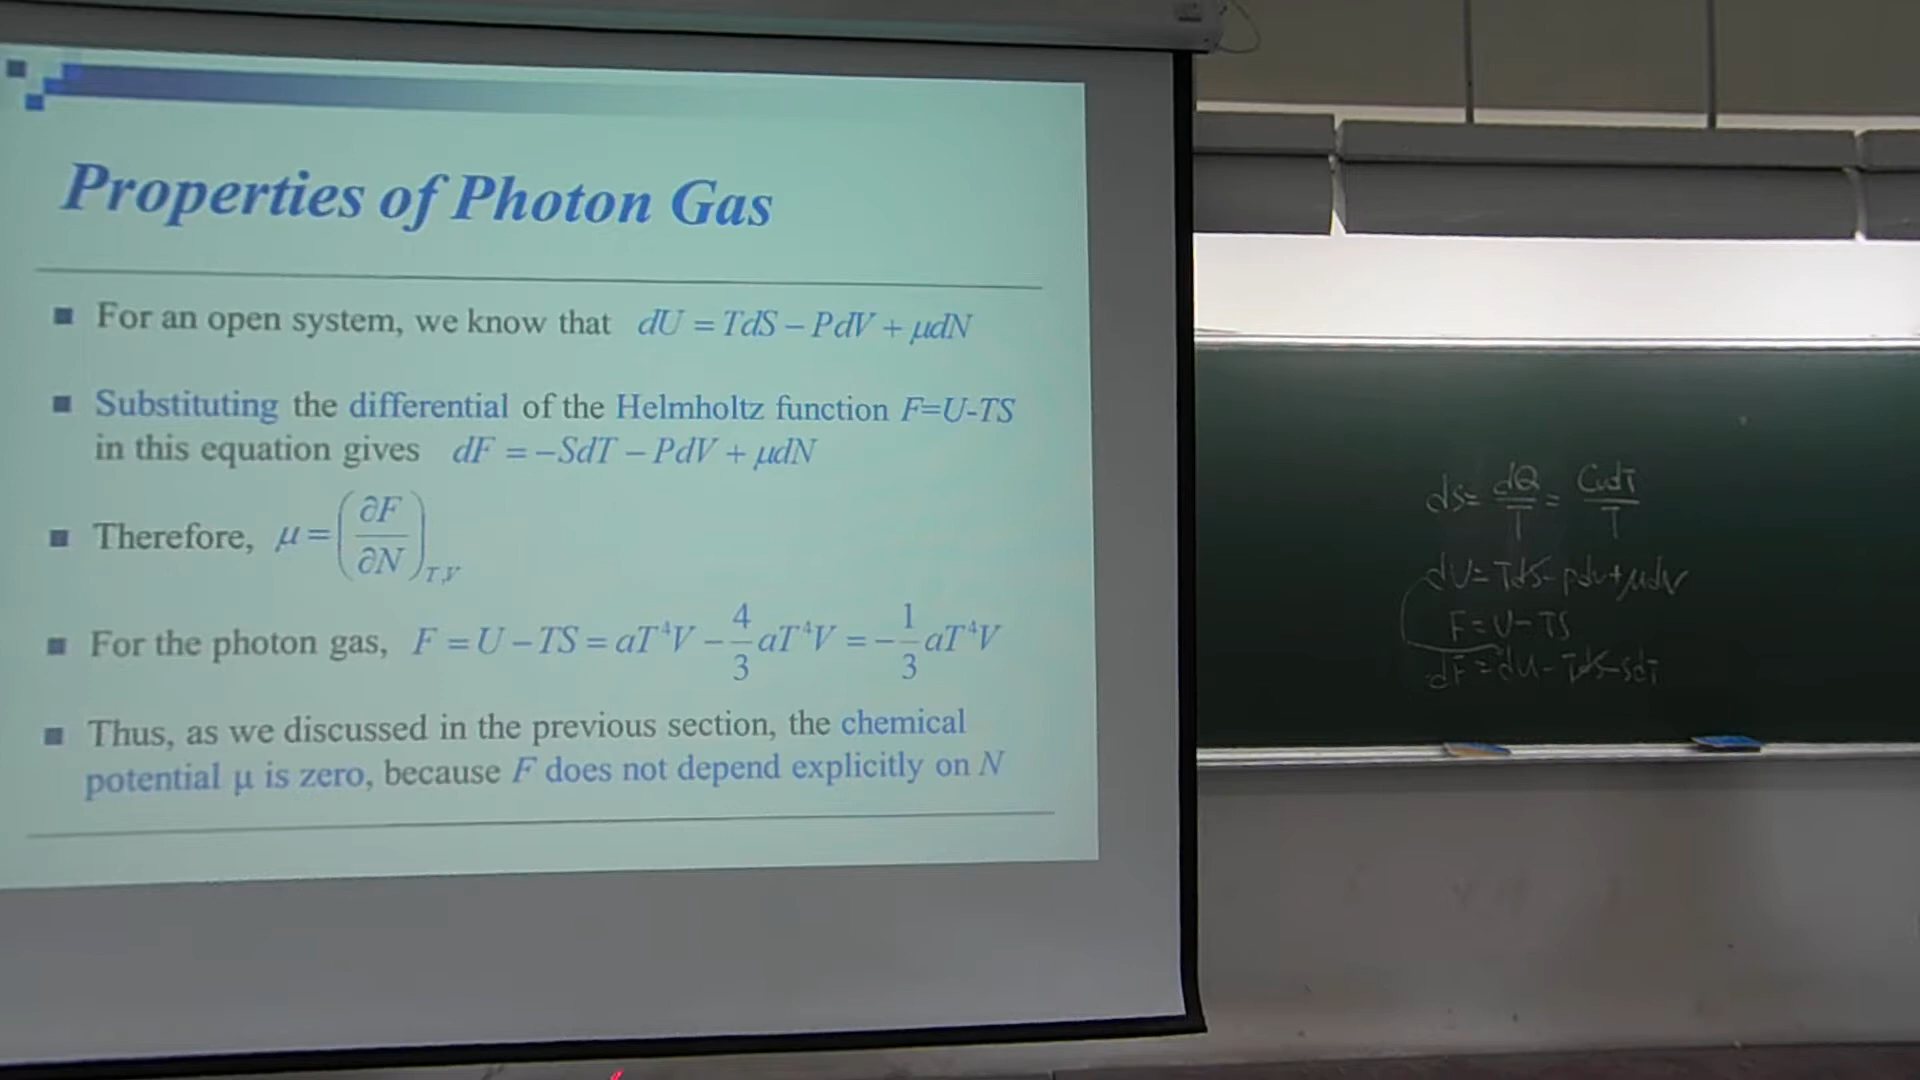 Properties of Photon Gas
■ For an open system, we know that dU = TdS – PdV + μdN
■ Substituting the differential of the Helmholtz function F=U-TS
in this equation gives dF = –SdT – PdV + μdN
■ Therefore, μ = (∂F/∂N)T,V
■ For the photon gas, F = U – TS = aT⁴V – 4/3 aT⁴V = – 1/3 aT⁴V
■ Thus, as we discussed in the previous section, the chemical
potential μ is zero, because F does not depend explicitly on N
ds = dQ/T = CvdT/T
dU = Tds - pdv + μdN
F = U - TS
dF = dU - Tds - sdT